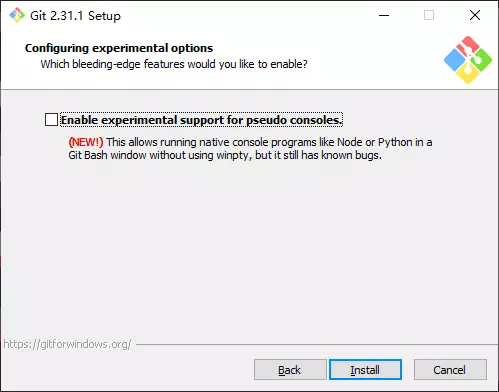 Git 2.31.1 Setup
Configuring experimental options
Which bleeding-edge features would you like to enable?
Enable experimental support for pseudo consoles.
(NEW!) This allows running native console programs like Node or Python in a
Git Bash window without using winpty, but it still has known bugs.
https://gitforwindows.org/
Back
Install
Cancel